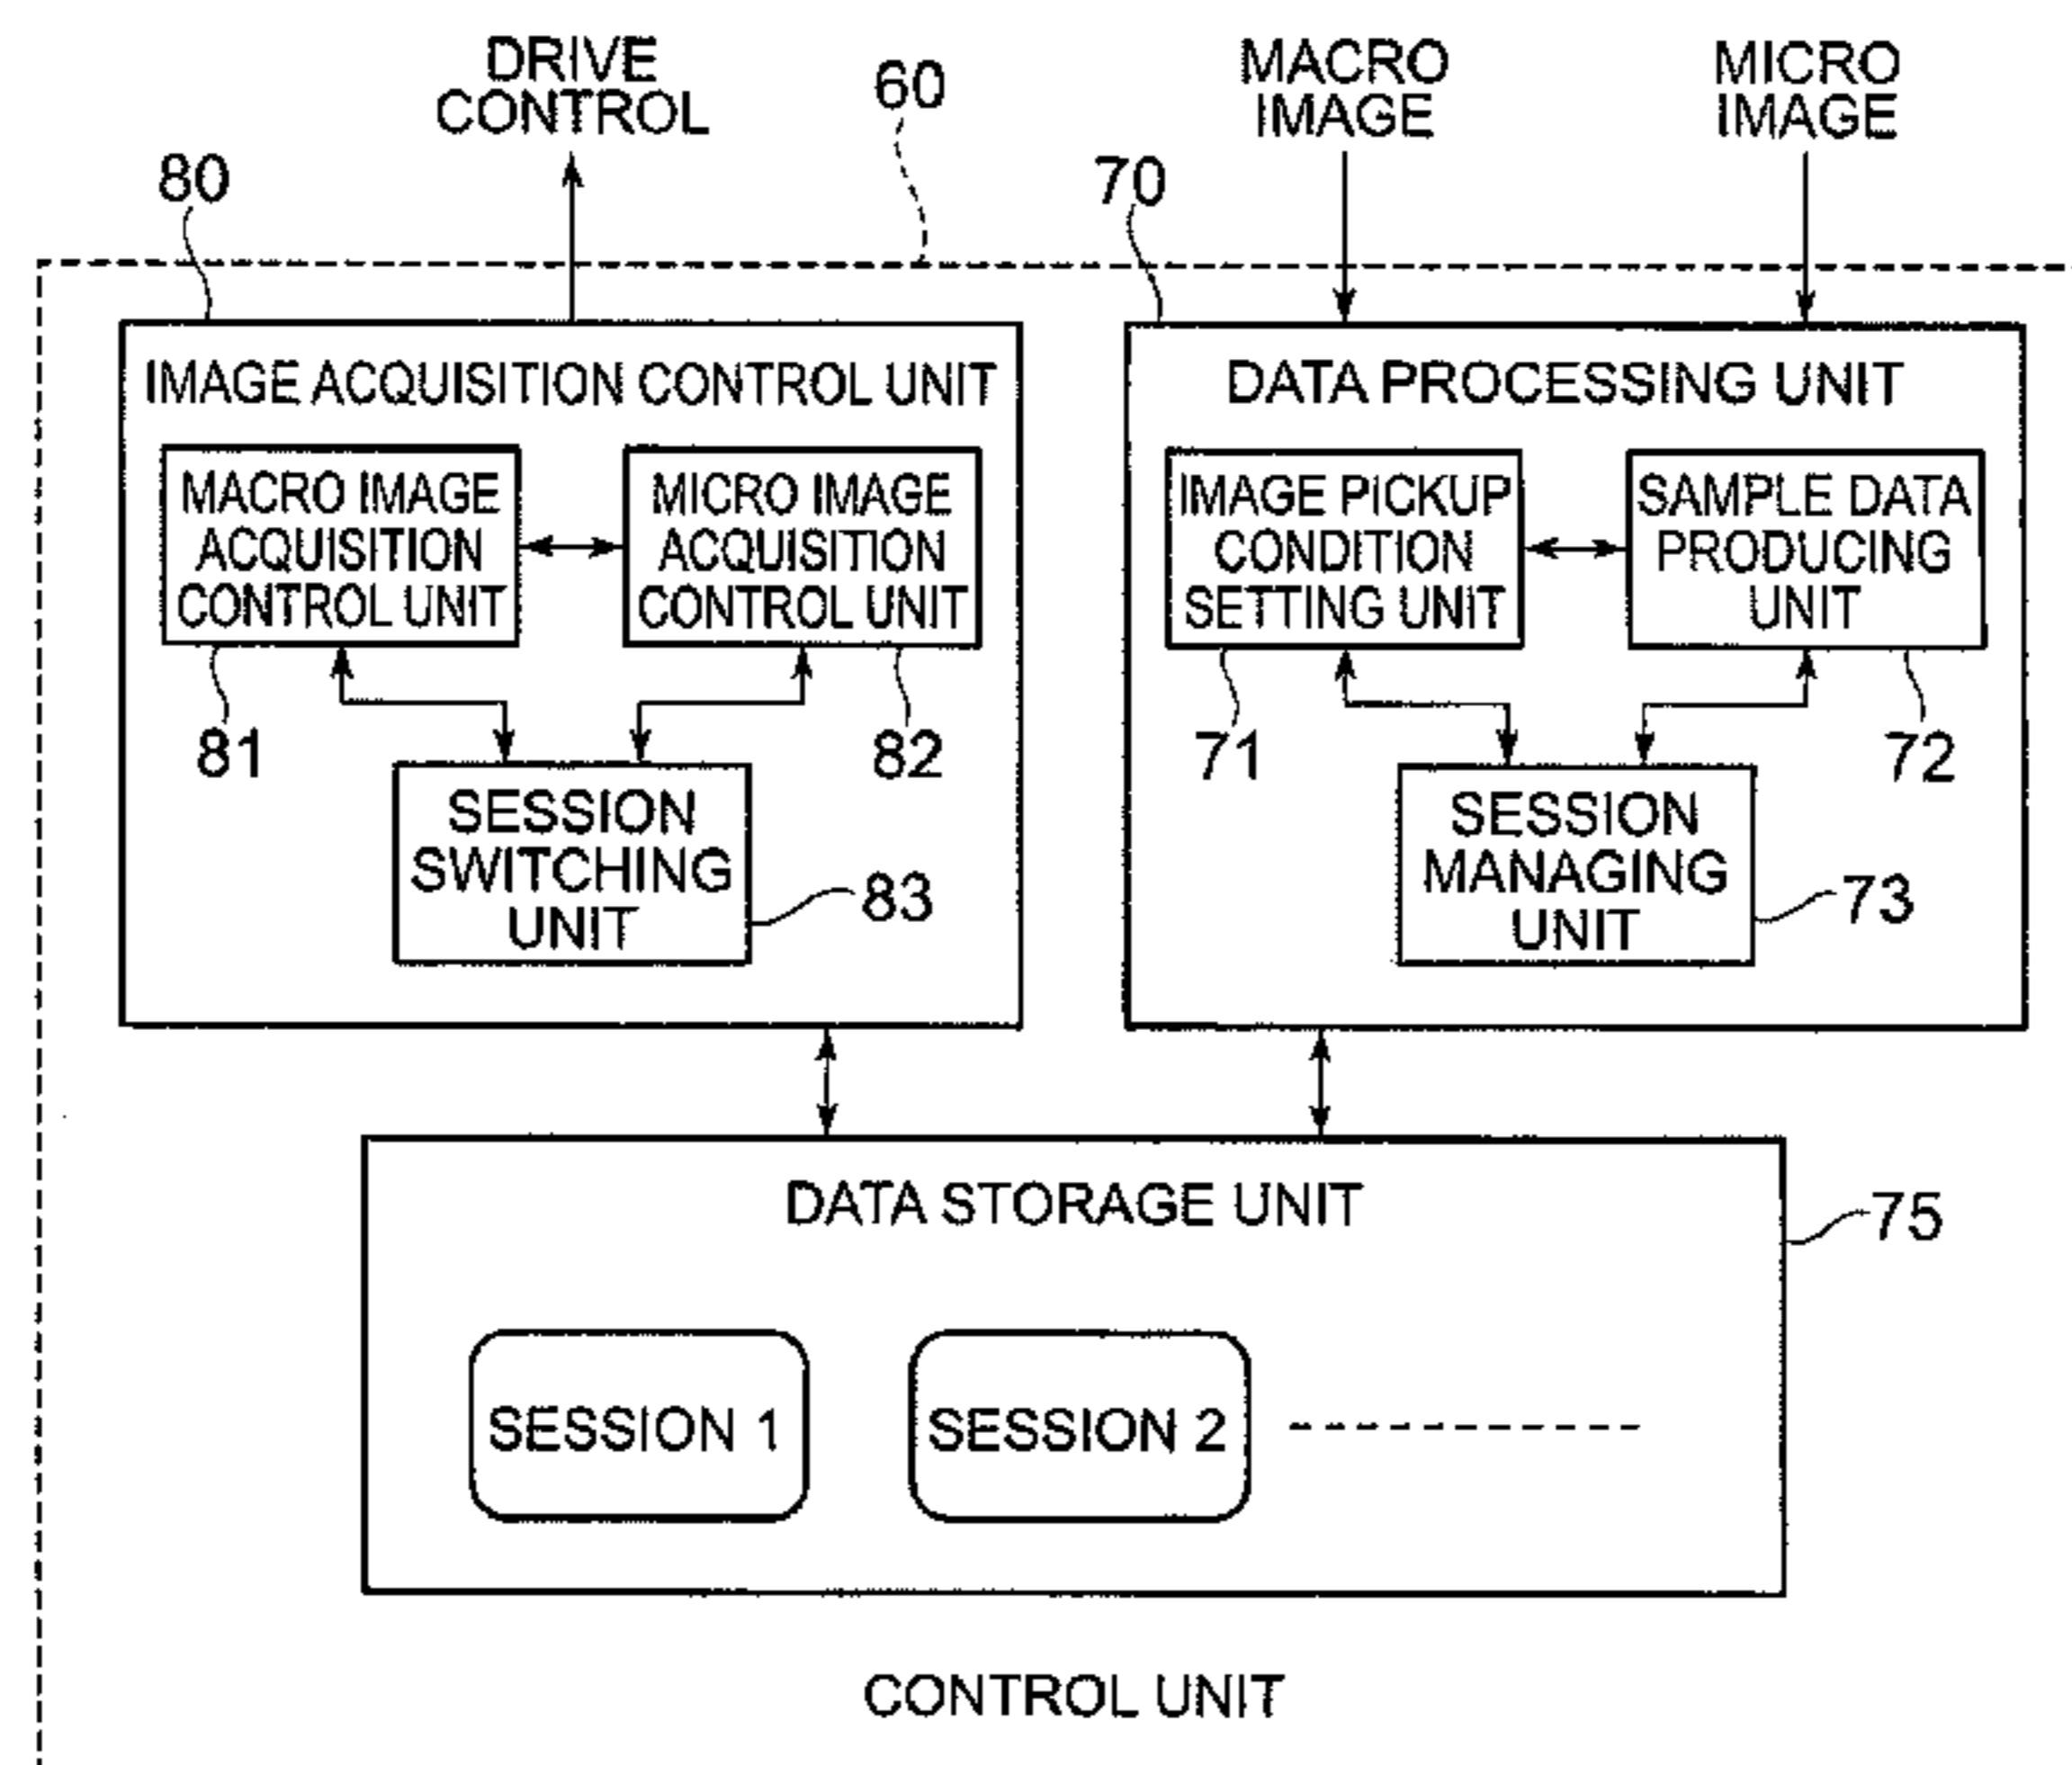 DRIVE
CONTROL
60
MACRO
IMAGE
MICRO
IMAGE
80
70
IMAGE ACQUISITION CONTROL UNIT
MACRO IMAGE
ACQUISITION
CONTROL UNIT
MICRO IMAGE
ACQUISITION
CONTROL UNIT
81
82
SESSION
SWITCHING
UNIT
83
DATA PROCESSING UNIT
IMAGE PICKUP
CONDITION
SETTING UNIT
SAMPLE DATA
PRODUCING
UNIT
71
72
SESSION
MANAGING
UNIT
73
DATA STORAGE UNIT
75
SESSION 1
SESSION 2
CONTROL UNIT